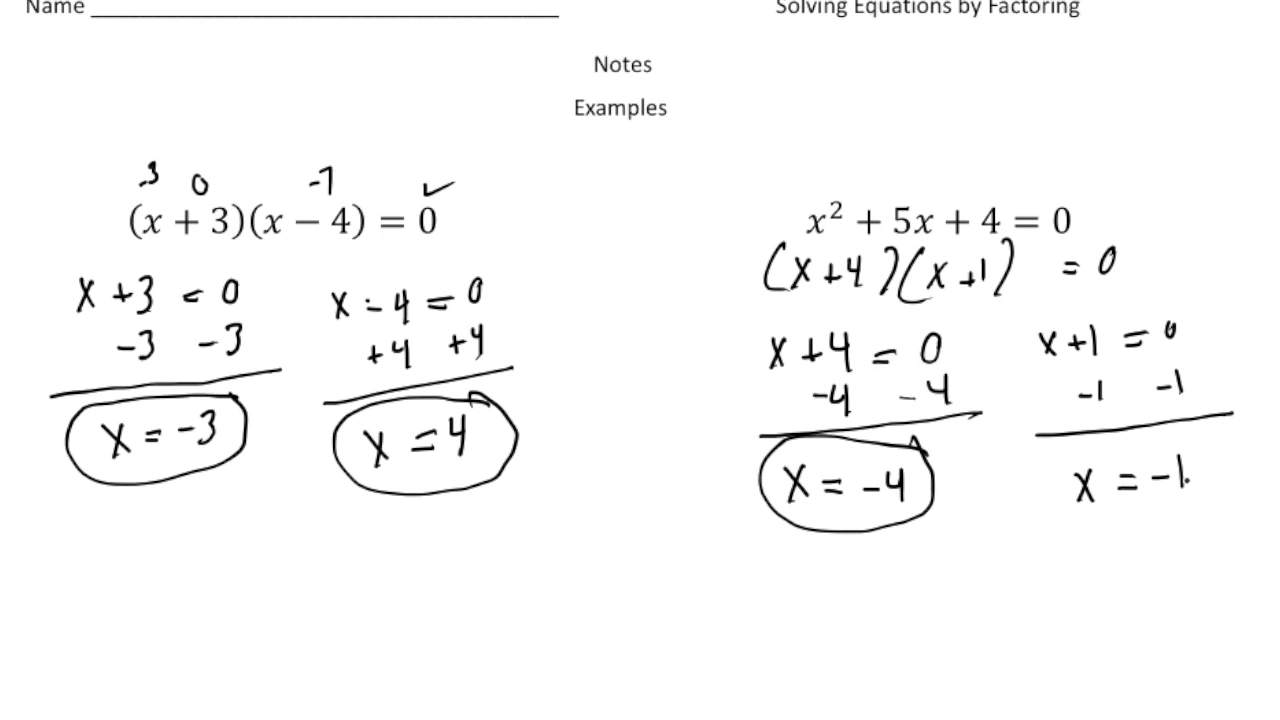 Name ____________________
Solving Equations by Factoring
Notes
Examples
-3 0 -7 ✓
(x + 3)(x − 4) = 0
x + 3 = 0
-3 -3
x = -3
x - 4 = 0
+4 +4
x = 4
x² + 5x + 4 = 0
(x + 4)(x + 1) = 0
x + 4 = 0
-4 -4
x = -4
x + 1 = 0
-1 -1
x = -1